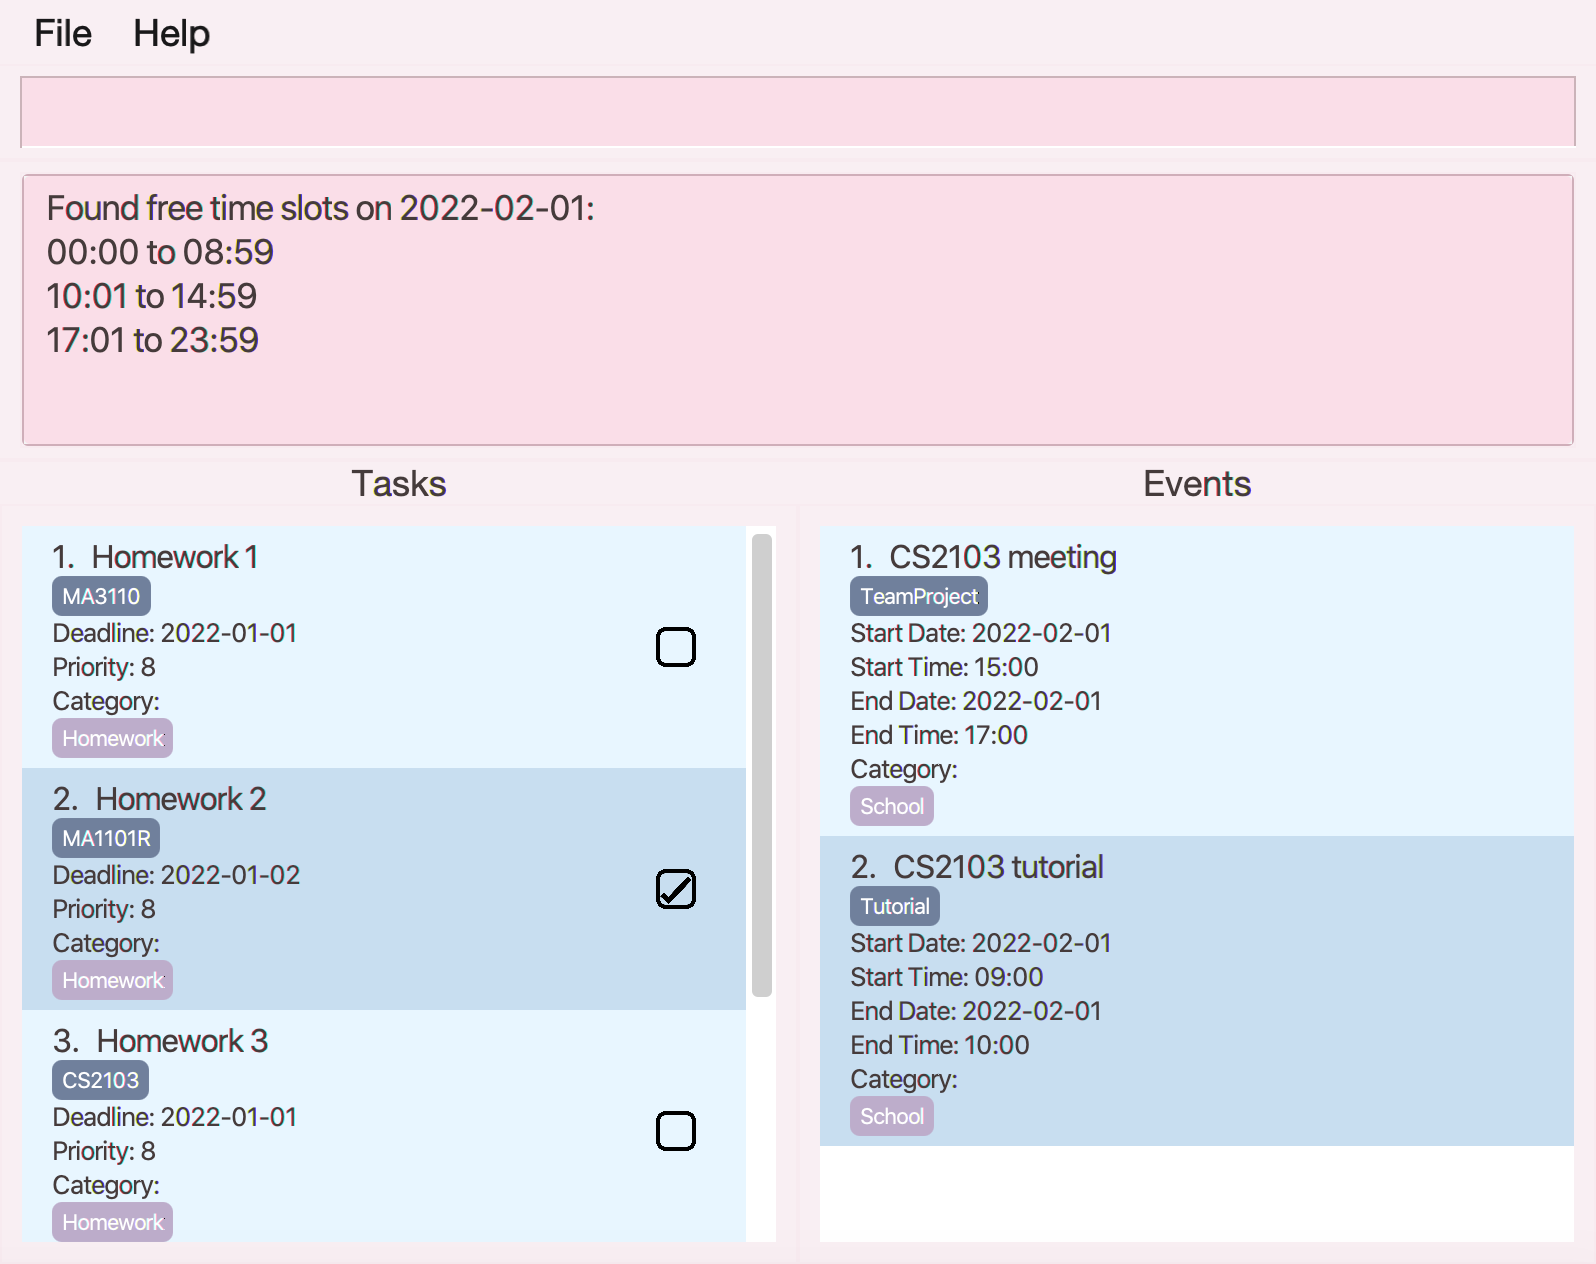 File Help
Found free time slots on 2022-02-01:
00:00 to 08:59
10:01 to 14:59
17:01 to 23:59
Tasks
1. Homework 1
MA3110
Deadline: 2022-01-01
Priority: 8
Category:
Homework
2. Homework 2
MA1101R
Deadline: 2022-01-02
Priority: 8
Category:
Homework
3. Homework 3
CS2103
Deadline: 2022-01-01
Priority: 8
Category:
Homework
Events
1. CS2103 meeting
TeamProject
Start Date: 2022-02-01
Start Time: 15:00
End Date: 2022-02-01
End Time: 17:00
Category:
School
2. CS2103 tutorial
Tutorial
Start Date: 2022-02-01
Start Time: 09:00
End Date: 2022-02-01
End Time: 10:00
Category:
School